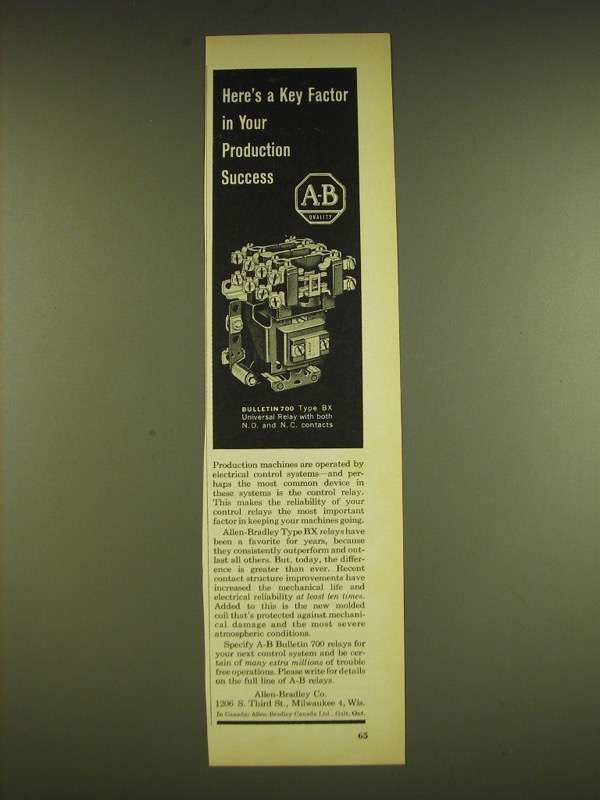 Here's a Key Factor
in Your
Production
Success
A-B
QUALITY
BULLETIN 700 Type BX
Universal Relay with both
N.O. and N.C. contacts
Production machines are operated by
electrical control systems—and per-
haps the most common device in
these systems is the control relay.
This makes the reliability of your
control relays the most important
factor in keeping your machines going.
Allen-Bradley Type BX relays have
been a favorite for years, because
they consistently outperform and out-
last all others. But, today, the differ-
ence is greater than ever. Recent
contact structure improvements have
increased the mechanical life and
electrical reliability at least ten times.
Added to this is the new molded
coil that's protected against mechani-
cal damage and the most severe
atmospheric conditions.
Specify A-B Bulletin 700 relays for
your next control system and be cer-
tain of many extra millions of trouble
free operations. Please write for details
on the full line of A-B relays.
Allen-Bradley Co.
1206 S. Third St., Milwaukee 4, Wis.
In Canada: Allen-Bradley Canada Ltd., Galt, Ont.
65